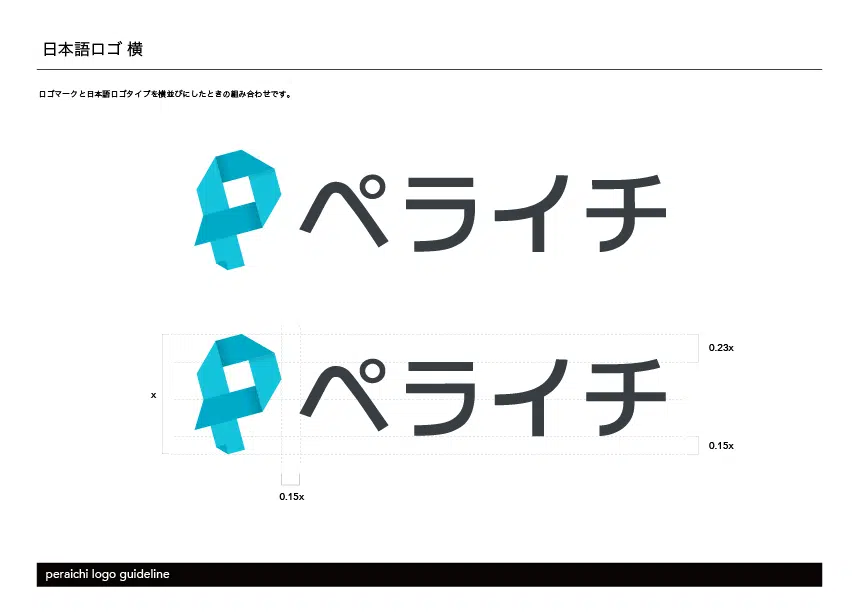 日本語ロゴ 横
ロゴマークと日本語ロゴタイプを横並びにしたときの組み合わせです。
ペライチ
ペライチ
0.23x
x
0.15x
0.15x
peraichi logo guideline